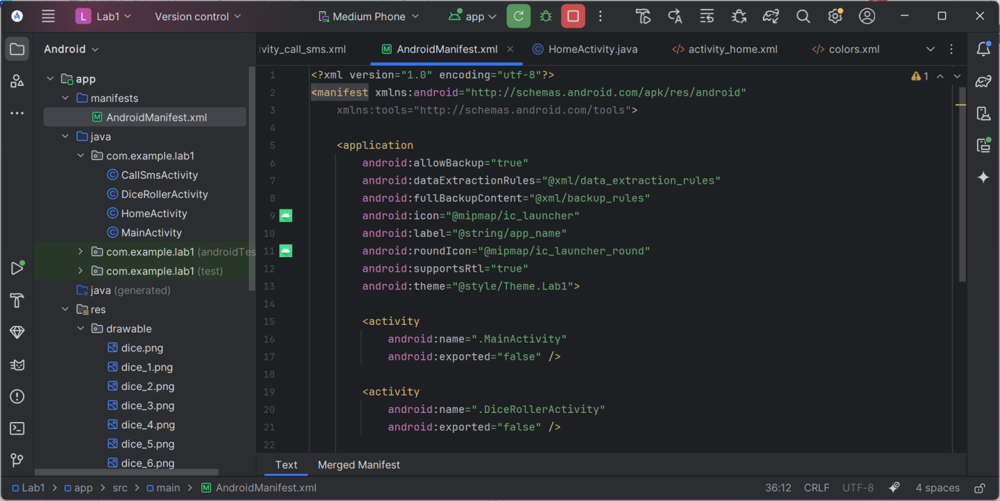 L Lab1 Version control Medium Phone app
Android
ivity_call_sms.xml AndroidManifest.xml HomeActivity.java activity_home.xml colors.xml
app
manifests
AndroidManifest.xml
java
com.example.lab1
CallSmsActivity
DiceRollerActivity
HomeActivity
MainActivity
com.example.lab1 (androidTes
com.example.lab1 (test)
java (generated)
res
drawable
dice.png
dice_1.png
dice_2.png
dice_3.png
dice_4.png
dice_5.png
dice_6.png
1 <?xml version="1.0" encoding="utf-8"?>
2 <manifest xmlns:android="http://schemas.android.com/apk/res/android"
3 xmlns:tools="http://schemas.android.com/tools">
4
5 <application
6 android:allowBackup="true"
7 android:dataExtractionRules="@xml/data_extraction_rules"
8 android:fullBackupContent="@xml/backup_rules"
9 android:icon="@mipmap/ic_launcher"
10 android:label="@string/app_name"
11 android:roundIcon="@mipmap/ic_launcher_round"
12 android:supportsRtl="true"
13 android:theme="@style/Theme.Lab1">
14
15 <activity
16 android:name=".MainActivity"
17 android:exported="false" />
18
19 <activity
20 android:name=".DiceRollerActivity"
21 android:exported="false" />
22
1
Text Merged Manifest
Lab1 > app > src > main > AndroidManifest.xml 36:12 CRLF UTF-8 4 spaces